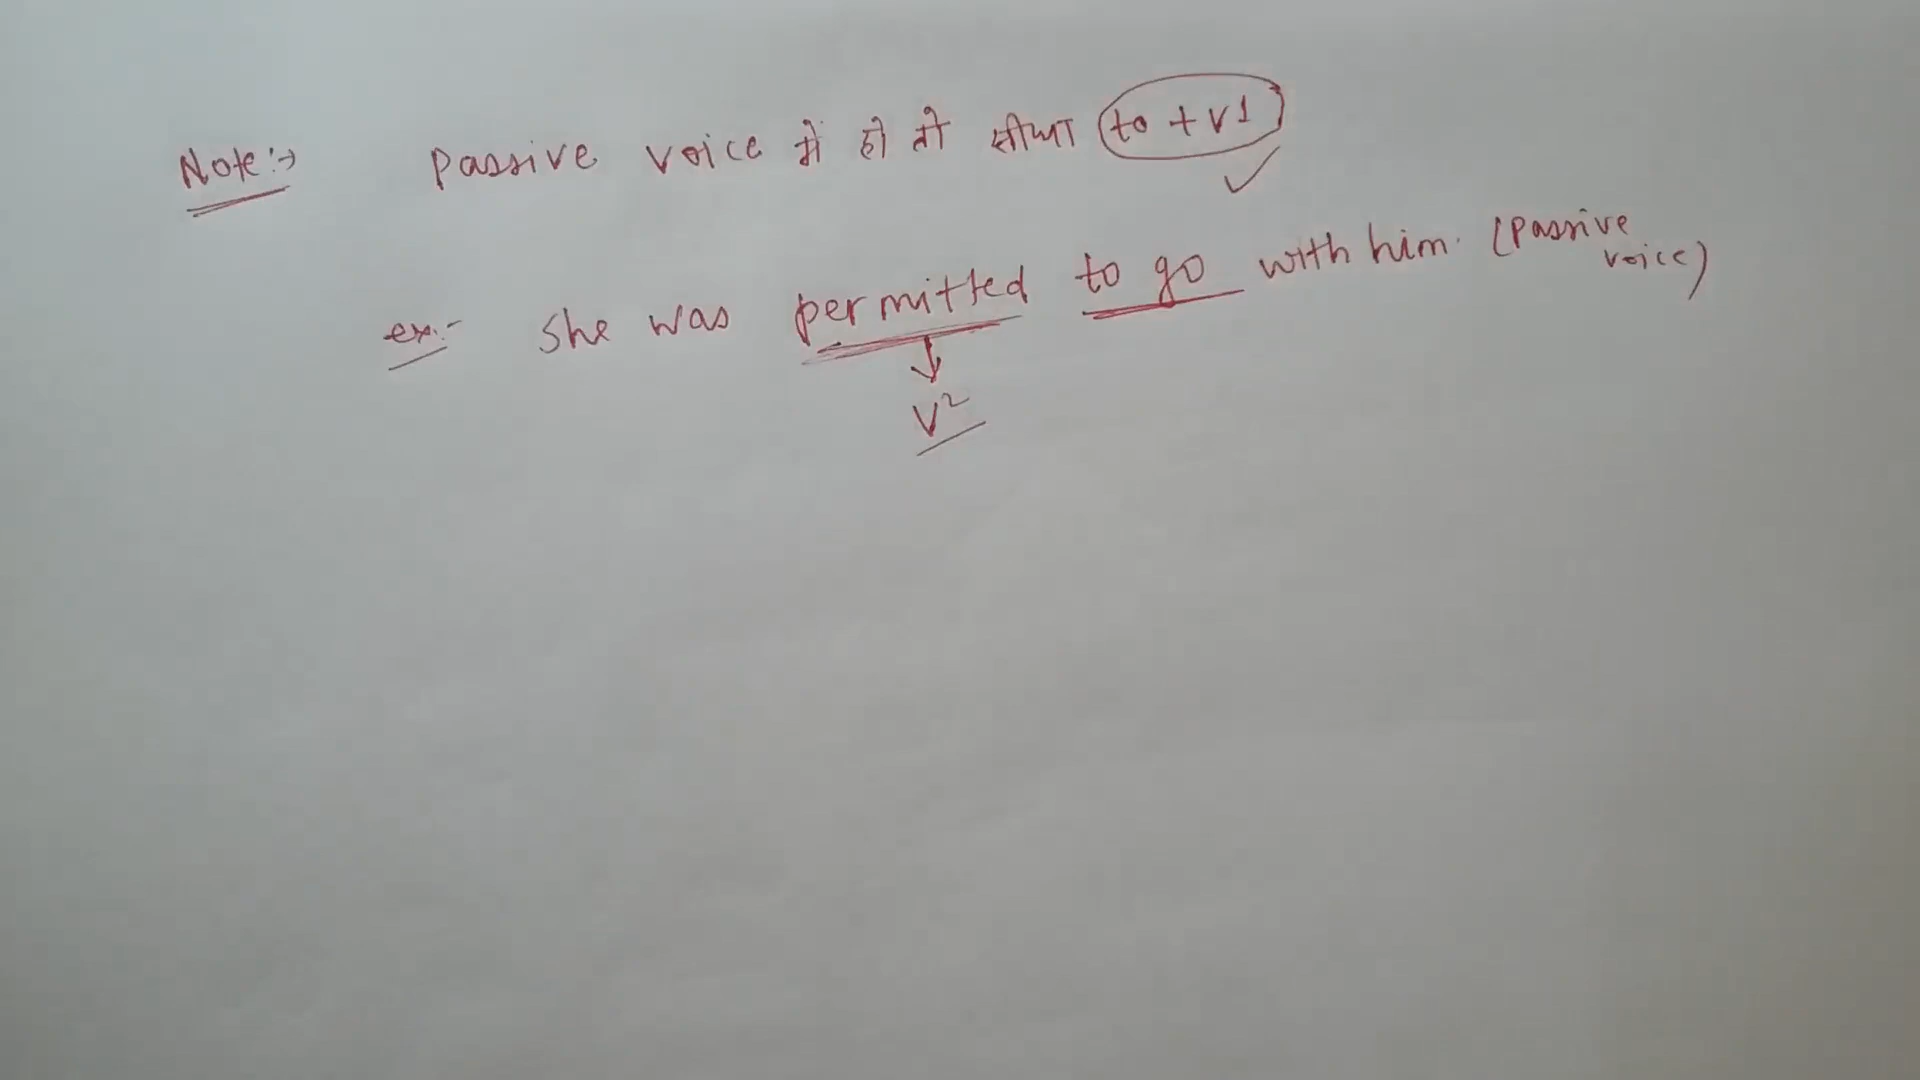 Note:→ Passive voice में हो तो सीधा to + v1
ex:- She was permitted to go with him. (Passive voice)
V²